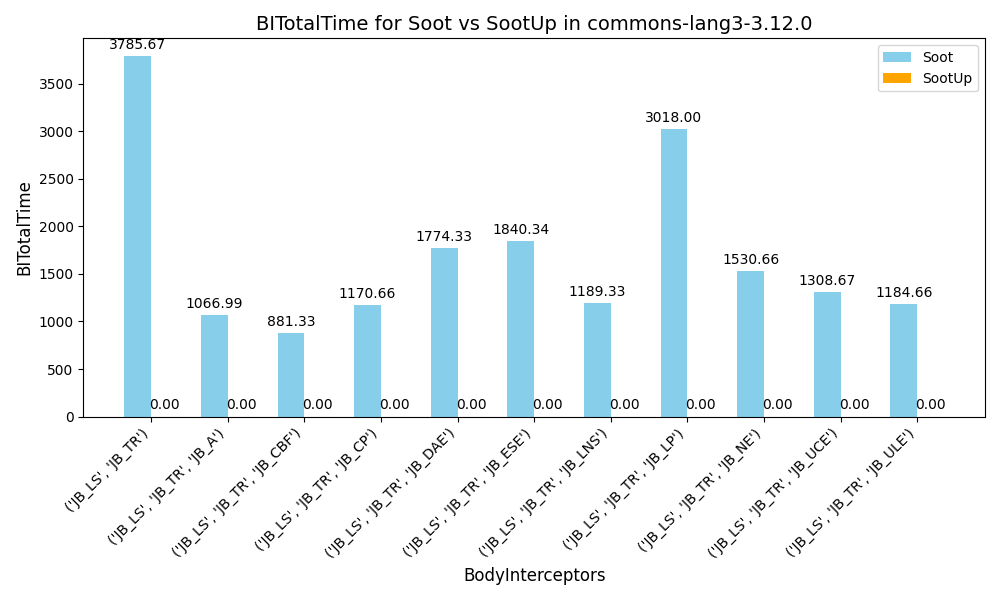 BITotalTime for Soot vs SootUp in commons-lang3-3.12.0
Soot
SootUp
BITotalTime
3500
3000
2500
2000
1500
1000
500
0
3785.67
0.00
1066.99
0.00
881.33
0.00
1170.66
0.00
1774.33
0.00
1840.34
0.00
1189.33
0.00
3018.00
0.00
1530.66
0.00
1308.67
0.00
1184.66
0.00
('JB_LS', 'JB_TR')
('JB_LS', 'JB_TR', 'JB_A')
('JB_LS', 'JB_TR', 'JB_CBF')
('JB_LS', 'JB_TR', 'JB_CP')
('JB_LS', 'JB_TR', 'JB_DAE')
('JB_LS', 'JB_TR', 'JB_ESE')
('JB_LS', 'JB_TR', 'JB_LNS')
('JB_LS', 'JB_TR', 'JB_LP')
('JB_LS', 'JB_TR', 'JB_NE')
('JB_LS', 'JB_TR', 'JB_UCE')
('JB_LS', 'JB_TR', 'JB_ULE')
BodyInterceptors